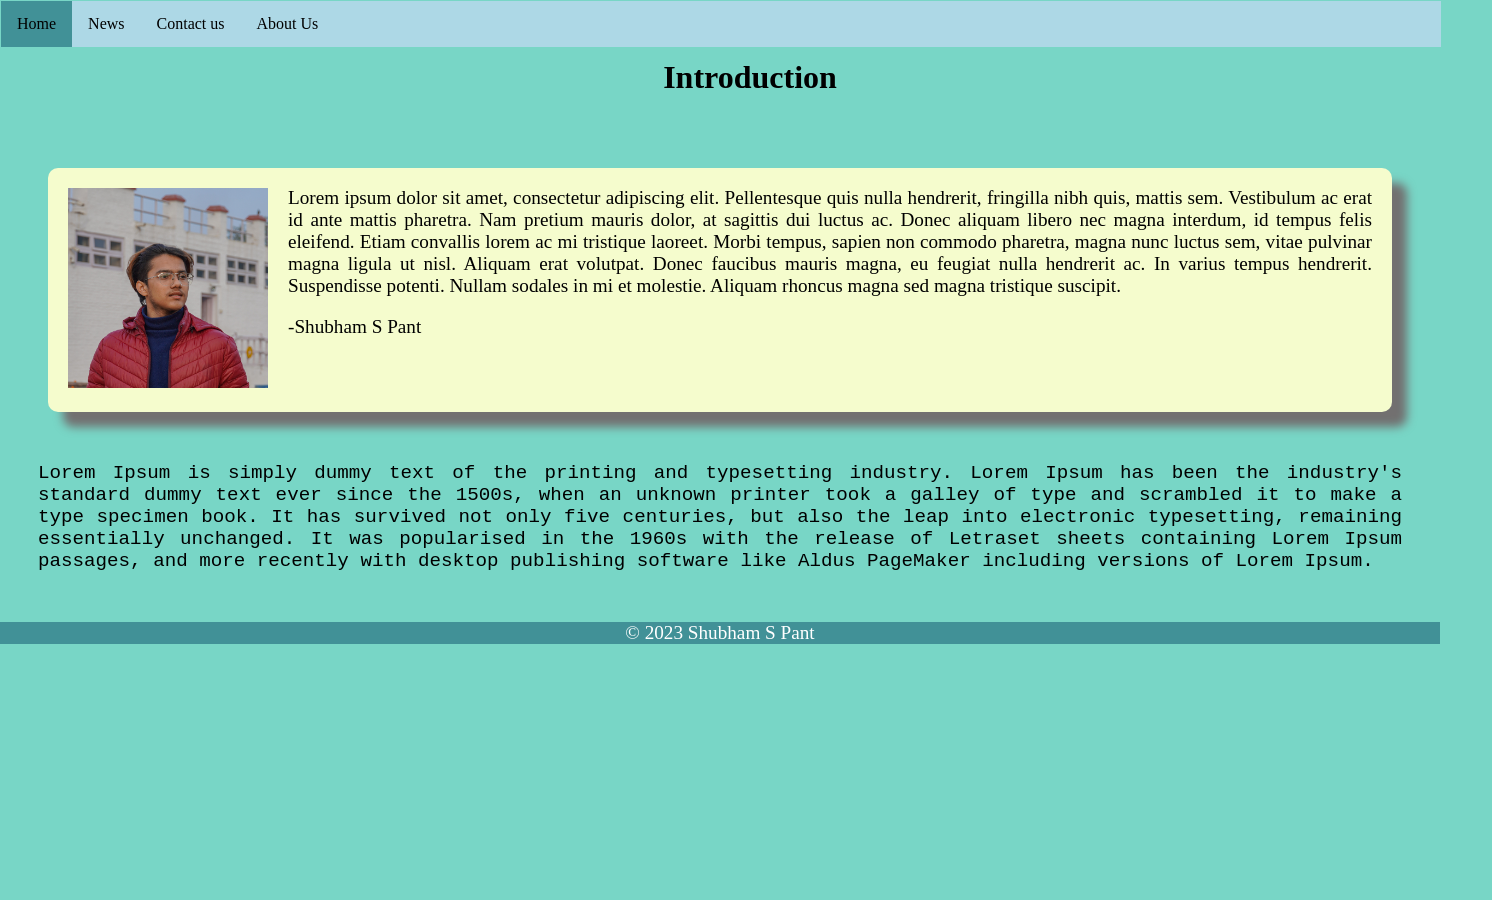 Home News Contact us About Us
Introduction
Lorem ipsum dolor sit amet, consectetur adipiscing elit. Pellentesque quis nulla hendrerit, fringilla nibh quis, mattis sem. Vestibulum ac erat
id ante mattis pharetra. Nam pretium mauris dolor, at sagittis dui luctus ac. Donec aliquam libero nec magna interdum, id tempus felis
eleifend. Etiam convallis lorem ac mi tristique laoreet. Morbi tempus, sapien non commodo pharetra, magna nunc luctus sem, vitae pulvinar
magna ligula ut nisl. Aliquam erat volutpat. Donec faucibus mauris magna, eu feugiat nulla hendrerit ac. In varius tempus hendrerit.
Suspendisse potenti. Nullam sodales in mi et molestie. Aliquam rhoncus magna sed magna tristique suscipit.
-Shubham S Pant
Lorem Ipsum is simply dummy text of the printing and typesetting industry. Lorem Ipsum has been the industry's
standard dummy text ever since the 1500s, when an unknown printer took a galley of type and scrambled it to make a
type specimen book. It has survived not only five centuries, but also the leap into electronic typesetting, remaining
essentially unchanged. It was popularised in the 1960s with the release of Letraset sheets containing Lorem Ipsum
passages, and more recently with desktop publishing software like Aldus PageMaker including versions of Lorem Ipsum.
© 2023 Shubham S Pant